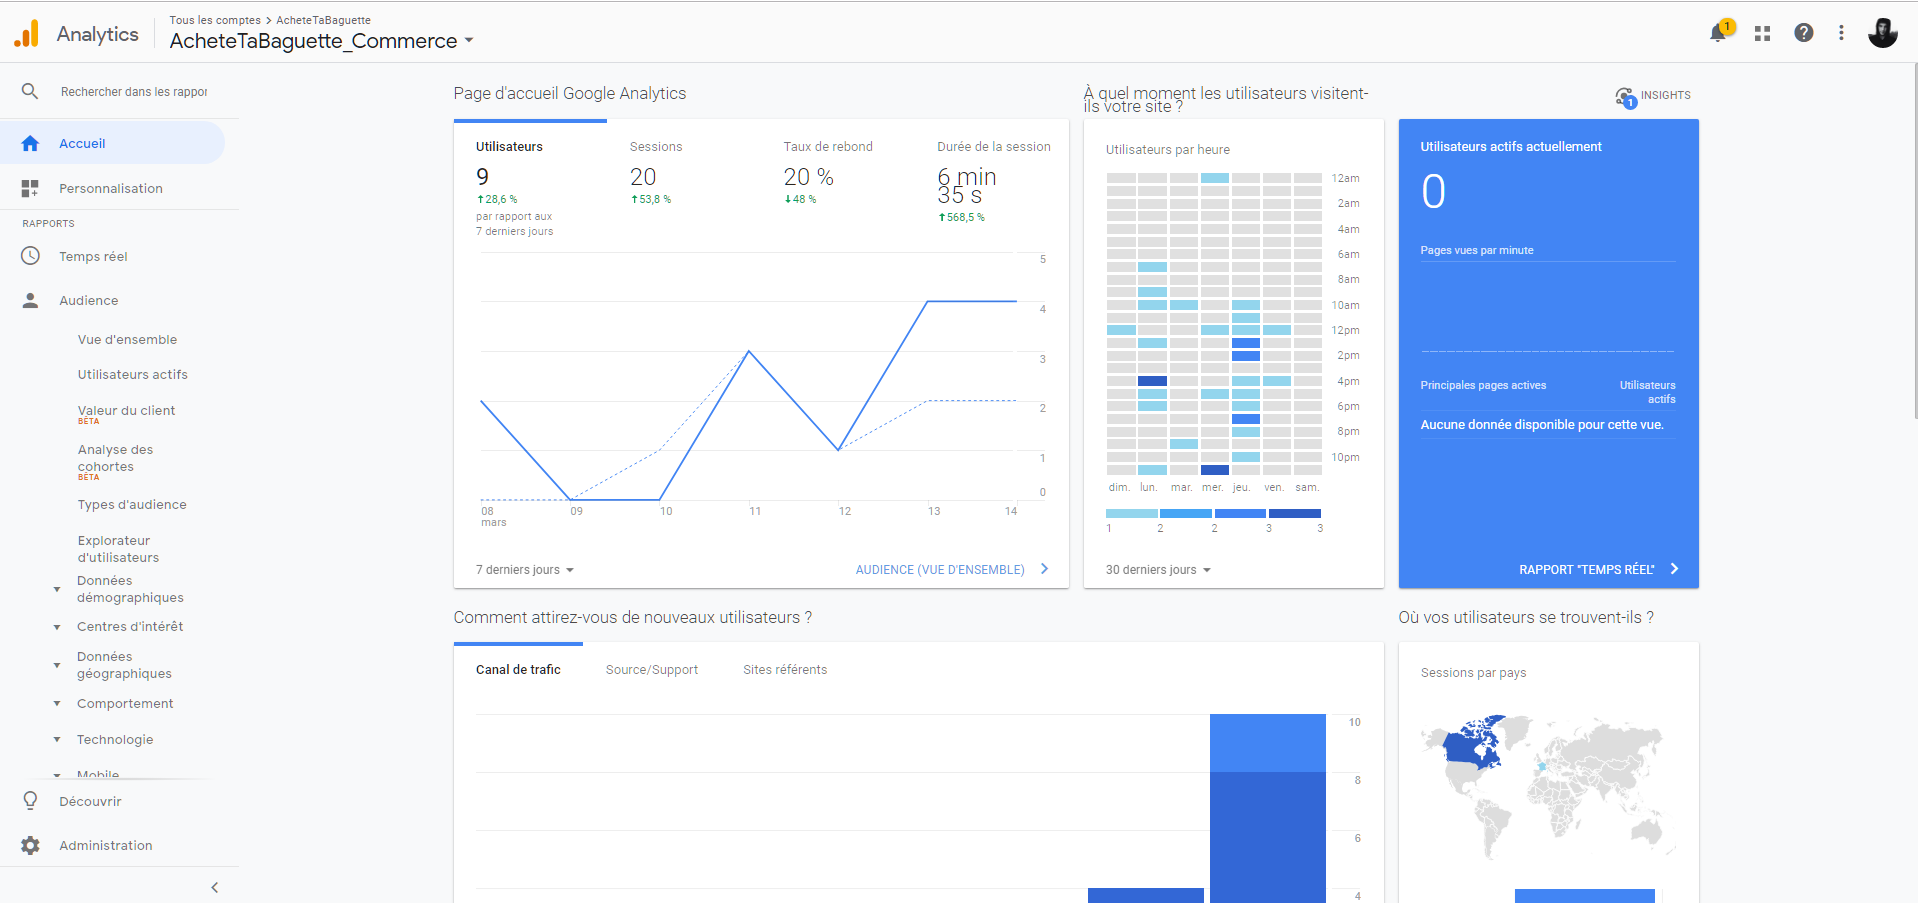 Analytics
Tous les comptes > AcheteTaBaguette
AcheteTaBaguette_Commerce
1
Rechercher dans les rappor
Accueil
Personnalisation
RAPPORTS
Temps réel
Audience
Vue d'ensemble
Utilisateurs actifs
Valeur du client
BÊTA
Analyse des
cohortes
BÊTA
Types d'audience
Explorateur
d'utilisateurs
Données
démographiques
Centres d'intérêt
Données
géographiques
Comportement
Technologie
Mobile
Découvrir
Administration
Page d'accueil Google Analytics
Utilisateurs
9
28,6 %
par rapport aux
7 derniers jours
Sessions
20
53,8 %
Taux de rebond
20 %
48 %
Durée de la session
6 min
35 s
568,5 %
5
4
3
2
1
0
08
mars
09
10
11
12
13
14
7 derniers jours
AUDIENCE (VUE D'ENSEMBLE)
À quel moment les utilisateurs visitent-
ils votre site ?
Utilisateurs par heure
12am
2am
4am
6am
8am
10am
12pm
2pm
4pm
6pm
8pm
10pm
dim. lun. mar. mer. jeu. ven. sam.
1 2 2 3 3
30 derniers jours
1
INSIGHTS
Utilisateurs actifs actuellement
0
Pages vues par minute
Principales pages actives
Utilisateurs
actifs
Aucune donnée disponible pour cette vue.
RAPPORT "TEMPS RÉEL"
Comment attirez-vous de nouveaux utilisateurs ?
Canal de trafic
Source/Support
Sites référents
10
8
6
4
Où vos utilisateurs se trouvent-ils ?
Sessions par pays